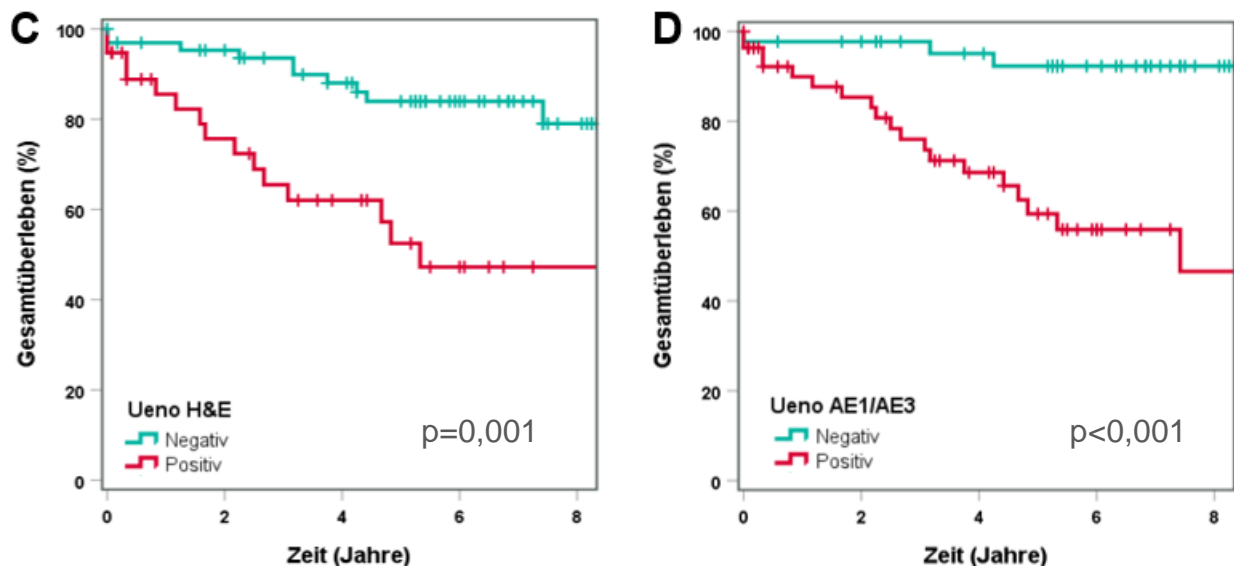 C
Gesamtüberleben (%)
100
80
60
40
20
0
Ueno H&E
Negativ
Positiv
p=0,001
0 2 4 6 8
Zeit (Jahre)
D
Gesamtüberleben (%)
100
80
60
40
20
0
Ueno AE1/AE3
Negativ
Positiv
p<0,001
0 2 4 6 8
Zeit (Jahre)